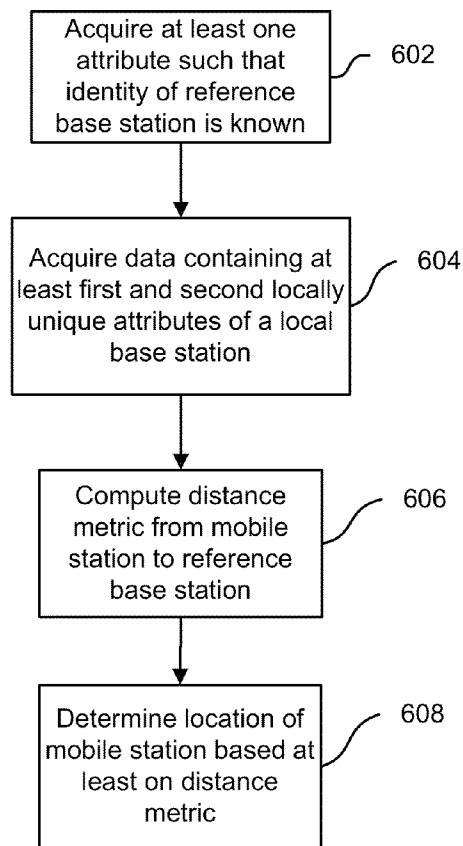 Acquire at least one
attribute such that
identity of reference
base station is known
602
Acquire data containing at
least first and second locally
unique attributes of a local
base station
604
Compute distance
metric from mobile
station to reference
base station
606
Determine location of
mobile station based at
least on distance
metric
608